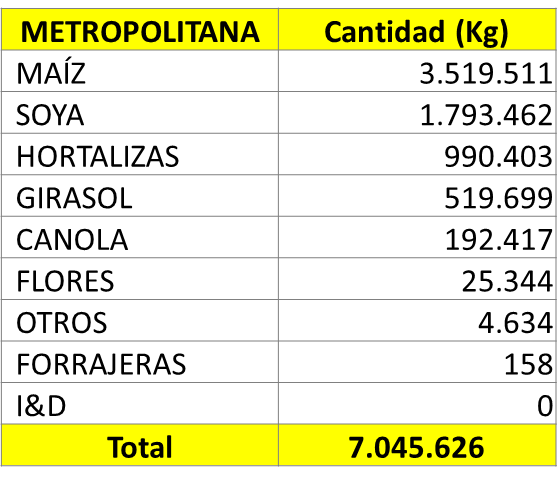 METROPOLITANA Cantidad (Kg)
MAÍZ 3.519.511
SOYA 1.793.462
HORTALIZAS 990.403
GIRASOL 519.699
CANOLA 192.417
FLORES 25.344
OTROS 4.634
FORRAJERAS 158
I&D 0
Total 7.045.626